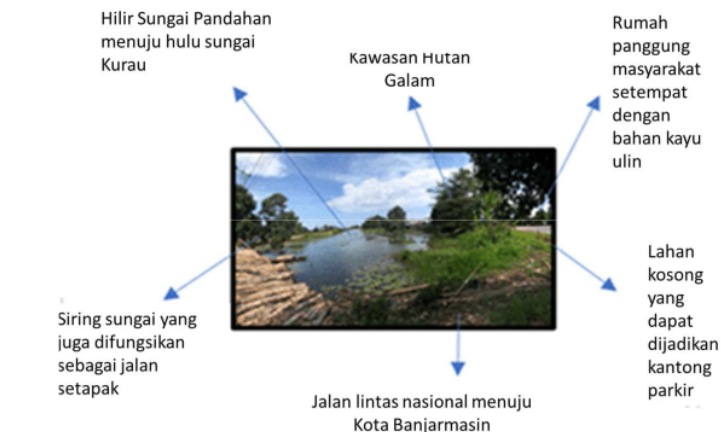 Hilir Sungai Pandahan
menuju hulu sungai
Kurau
Kawasan Hutan
Galam
Rumah
panggung
masyarakat
setempat
dengan
bahan kayu
ulin
Lahan
kosong
yang
dapat
dijadikan
kantong
parkir
Siring sungai yang
juga difungsikan
sebagai jalan
setapak
Jalan lintas nasional menuju
Kota Banjarmasin